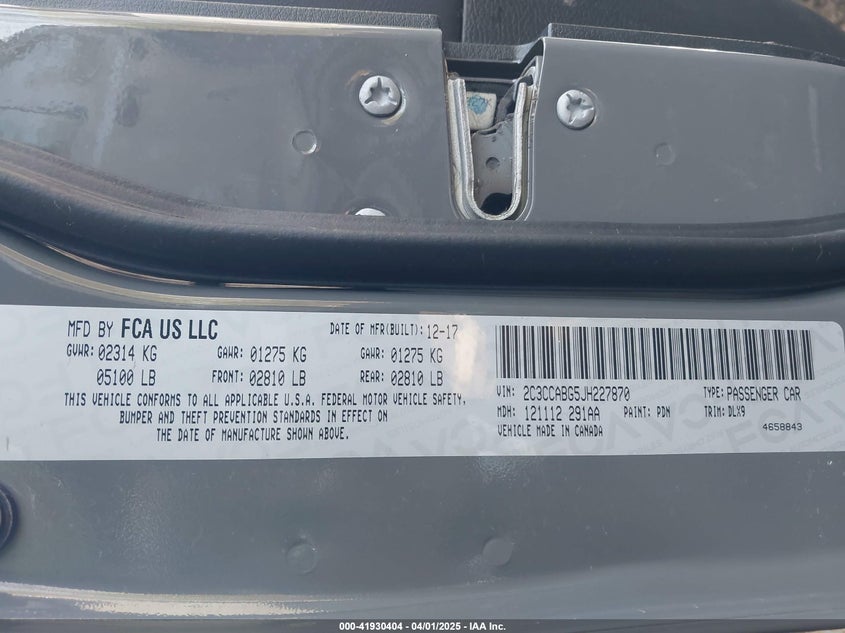 MFD BY FCA US LLC
DATE OF MFR(BUILT): 12-17
GVWR: 02314 KG GAWR: 01275 KG GAWR: 01275 KG
05100 LB FRONT: 02810 LB REAR: 02810 LB
THIS VEHICLE CONFORMS TO ALL APPLICABLE U.S.A. FEDERAL MOTOR VEHICLE SAFETY,
BUMPER AND THEFT PREVENTION STANDARDS IN EFFECT ON
THE DATE OF MANUFACTURE SHOWN ABOVE.
VIN: 2C3CCABG5JH227870 TYPE: PASSENGER CAR
MDH: 121112 291AA PAINT: PDN TRIM: DLX9
VEHICLE MADE IN CANADA 4658843
000-41930404 - 04/01/2025 - IAA Inc.